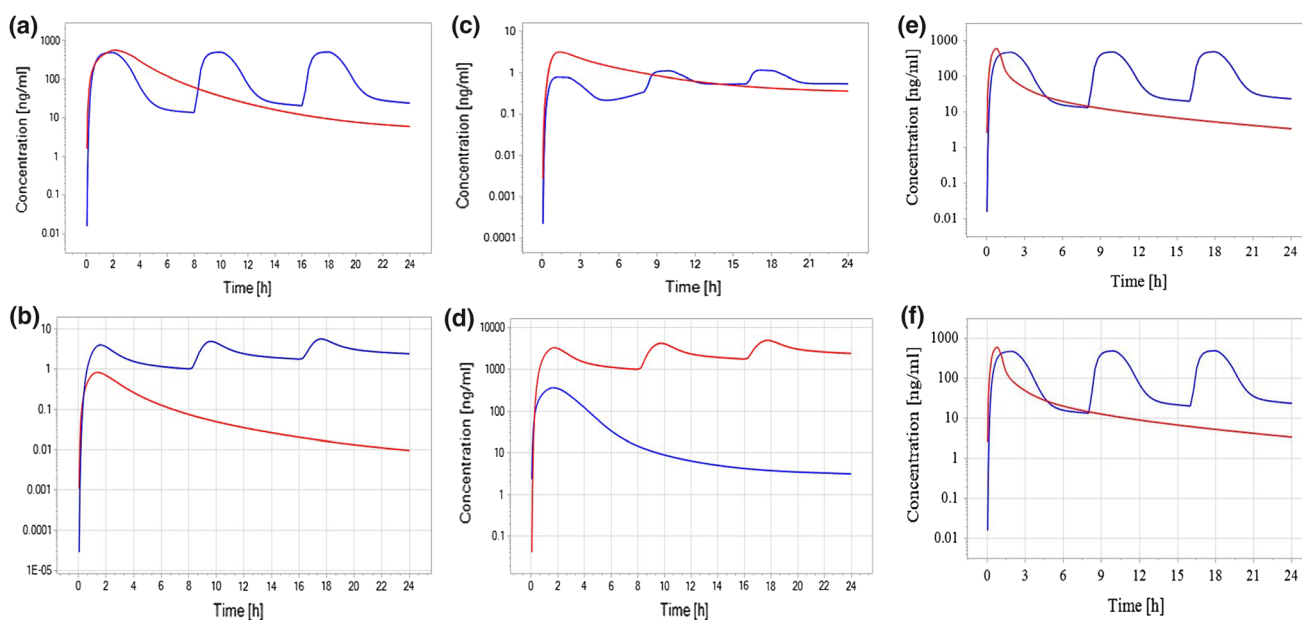 (a)
Concentration [ng/ml]
1000
100
10
1
0.1
0.01
0 2 4 6 8 10 12 14 16 18 20 22 24
Time [h]
(c)
Concentration [ng/ml]
10
1
0.1
0.01
0.001
0.0001
0 3 6 9 12 15 18 21 24
Time [h]
(e)
Concentration [ng/ml]
1000
100
10
1
0.1
0.01
0 3 6 9 12 15 18 21 24
Time [h]
(b)
Concentration [ng/ml]
10
1
0.1
0.01
0.001
0.0001
1E-05
0 2 4 6 8 10 12 14 16 18 20 22 24
Time [h]
(d)
Concentration [ng/ml]
10000
1000
100
10
1
0.1
0 2 4 6 8 10 12 14 16 18 20 22 24
Time [h]
(f)
Concentration [ng/ml]
1000
100
10
1
0.1
0.01
0 3 6 9 12 15 18 21 24
Time [h]